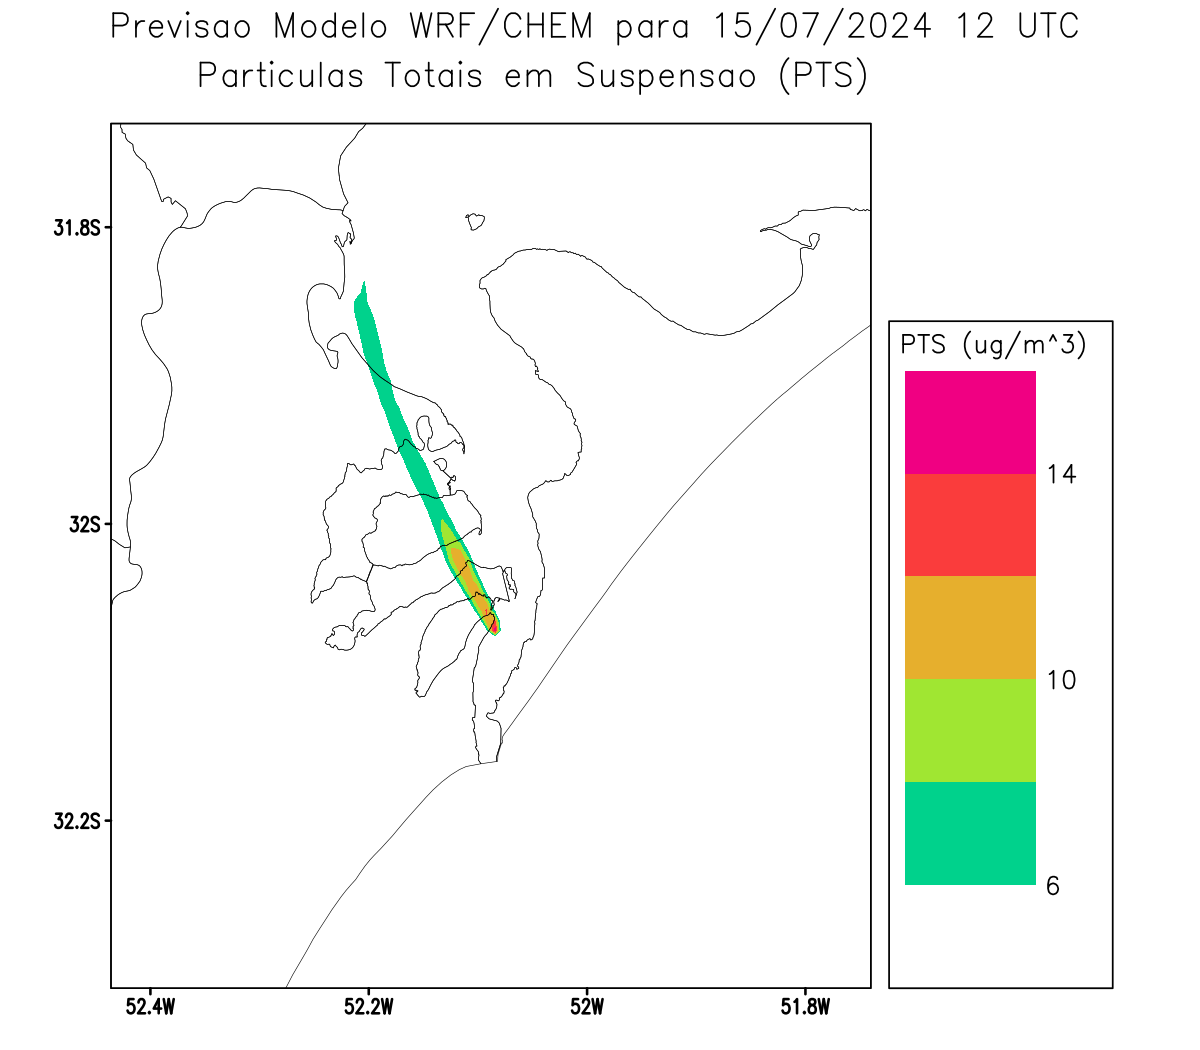 Previsao Modelo WRF/CHEM para 15/07/2024 12 UTC
Particulas Totais em Suspensao (PTS)
31.8S
32S
32.2S
52.4W
52.2W
52W
51.8W
PTS (ug/m^3)
14
10
6